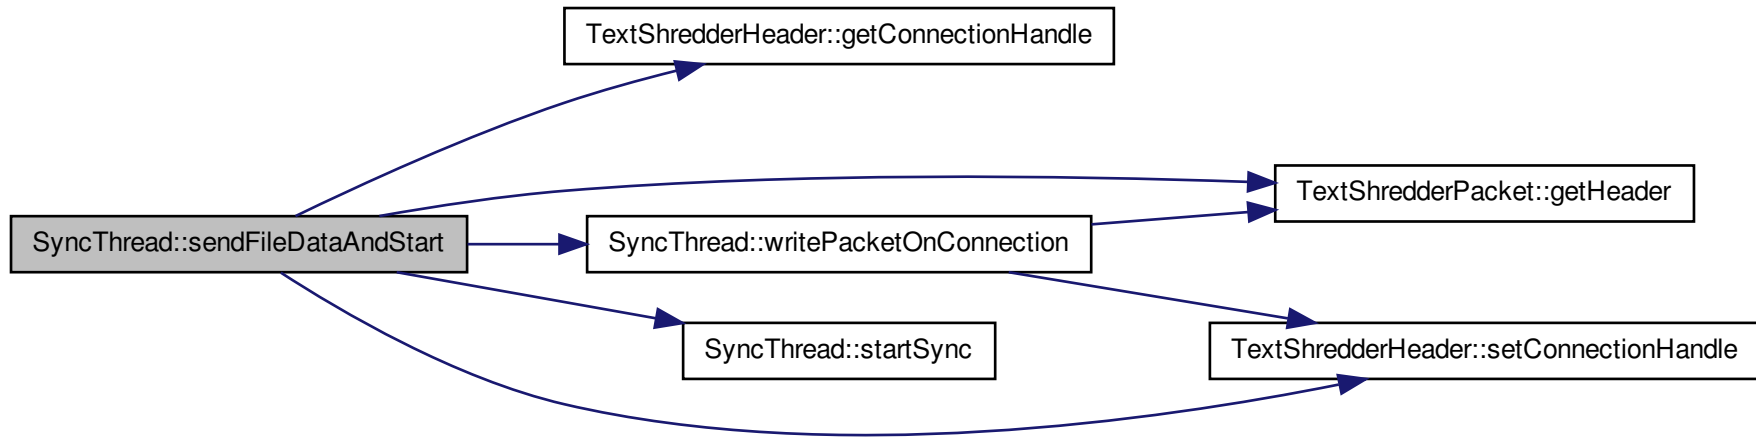 TextShredderHeader::getConnectionHandle
TextShredderPacket::getHeader
SyncThread::sendFileDataAndStart
SyncThread::writePacketOnConnection
SyncThread::startSync
TextShredderHeader::setConnectionHandle